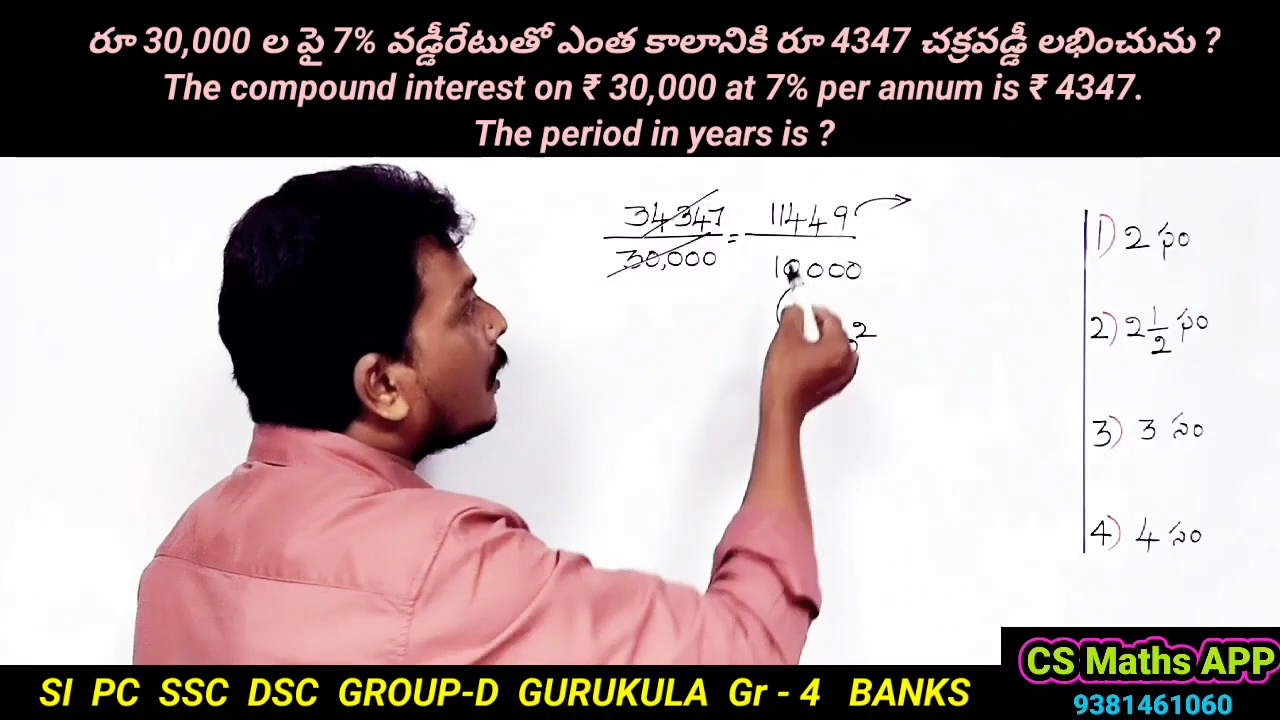 రూ 30,000 ల పై 7% వడ్డీరేటుతో ఎంత కాలానికి రూ 4347 చక్రవడ్డీ లభించును ?
The compound interest on ₹ 30,000 at 7% per annum is ₹ 4347.
The period in years is ?
34347 / 30,000 = 11449 / 10000
2
1) 2 సం
2) 2 1/2 సం
3) 3 సం
4) 4 సం
CS Maths APP
9381461060
SI PC SSC DSC GROUP-D GURUKULA Gr - 4 BANKS